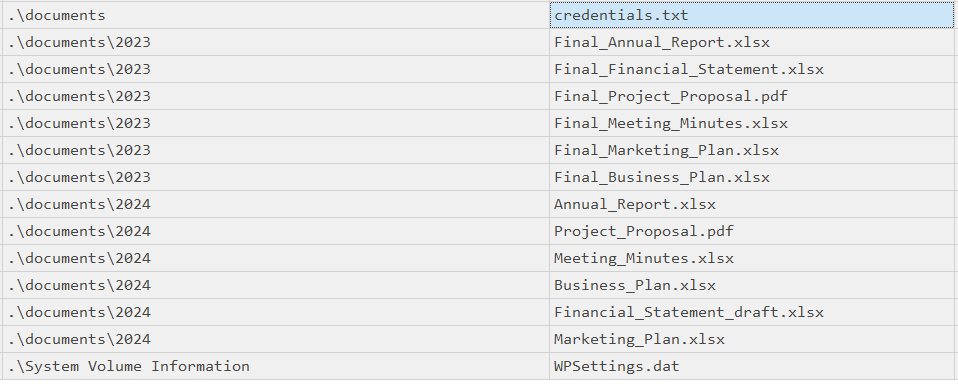 .\documents credentials.txt
.\documents\2023 Final_Annual_Report.xlsx
.\documents\2023 Final_Financial_Statement.xlsx
.\documents\2023 Final_Project_Proposal.pdf
.\documents\2023 Final_Meeting_Minutes.xlsx
.\documents\2023 Final_Marketing_Plan.xlsx
.\documents\2023 Final_Business_Plan.xlsx
.\documents\2024 Annual_Report.xlsx
.\documents\2024 Project_Proposal.pdf
.\documents\2024 Meeting_Minutes.xlsx
.\documents\2024 Business_Plan.xlsx
.\documents\2024 Financial_Statement_draft.xlsx
.\documents\2024 Marketing_Plan.xlsx
.\System Volume Information WPSettings.dat